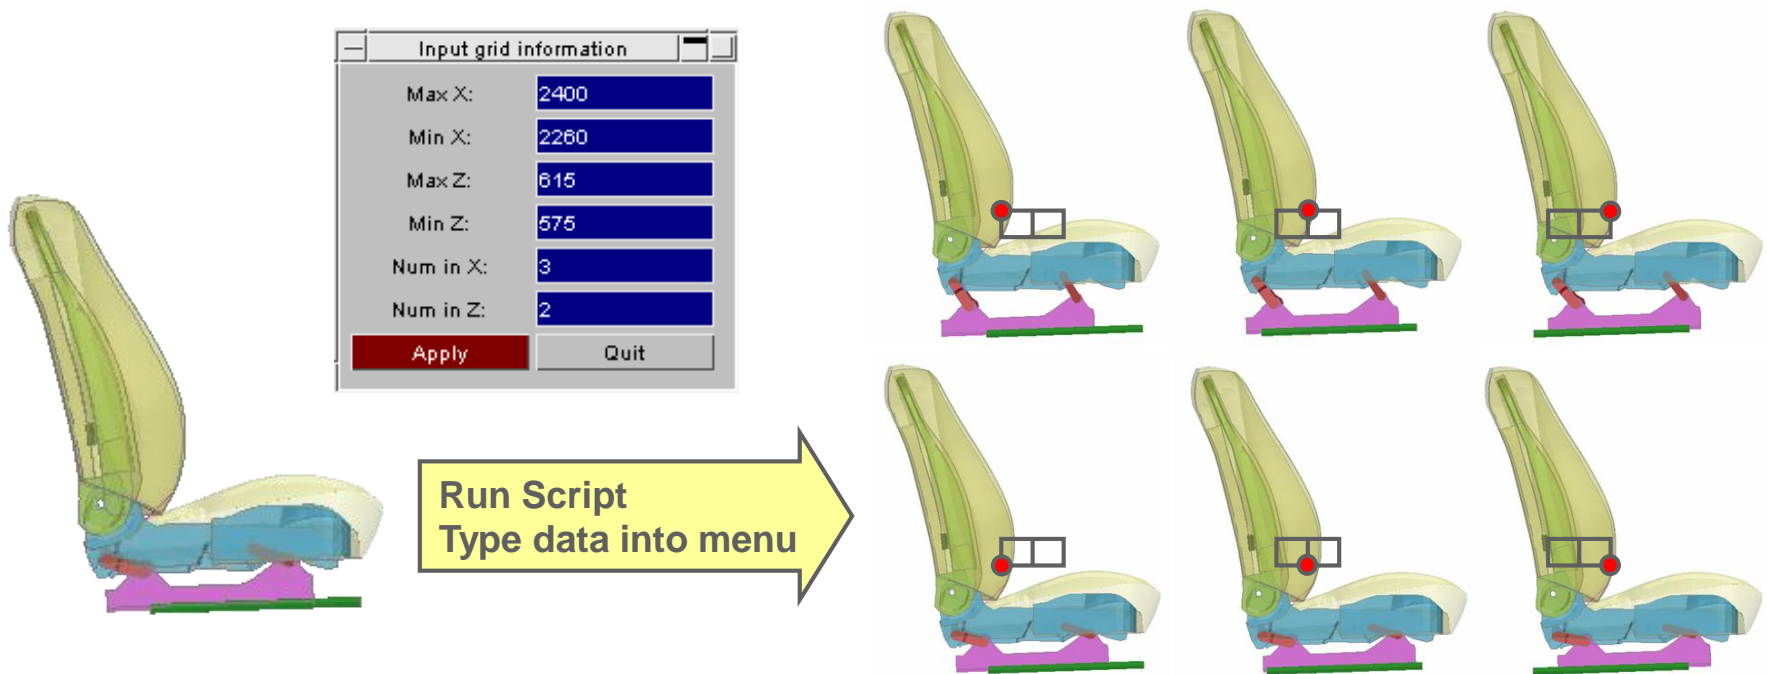 Input grid information
Max X: 2400
Min X: 2260
Max Z: 615
Min Z: 575
Num in X: 3
Num in Z: 2
Apply Quit
Run Script
Type data into menu